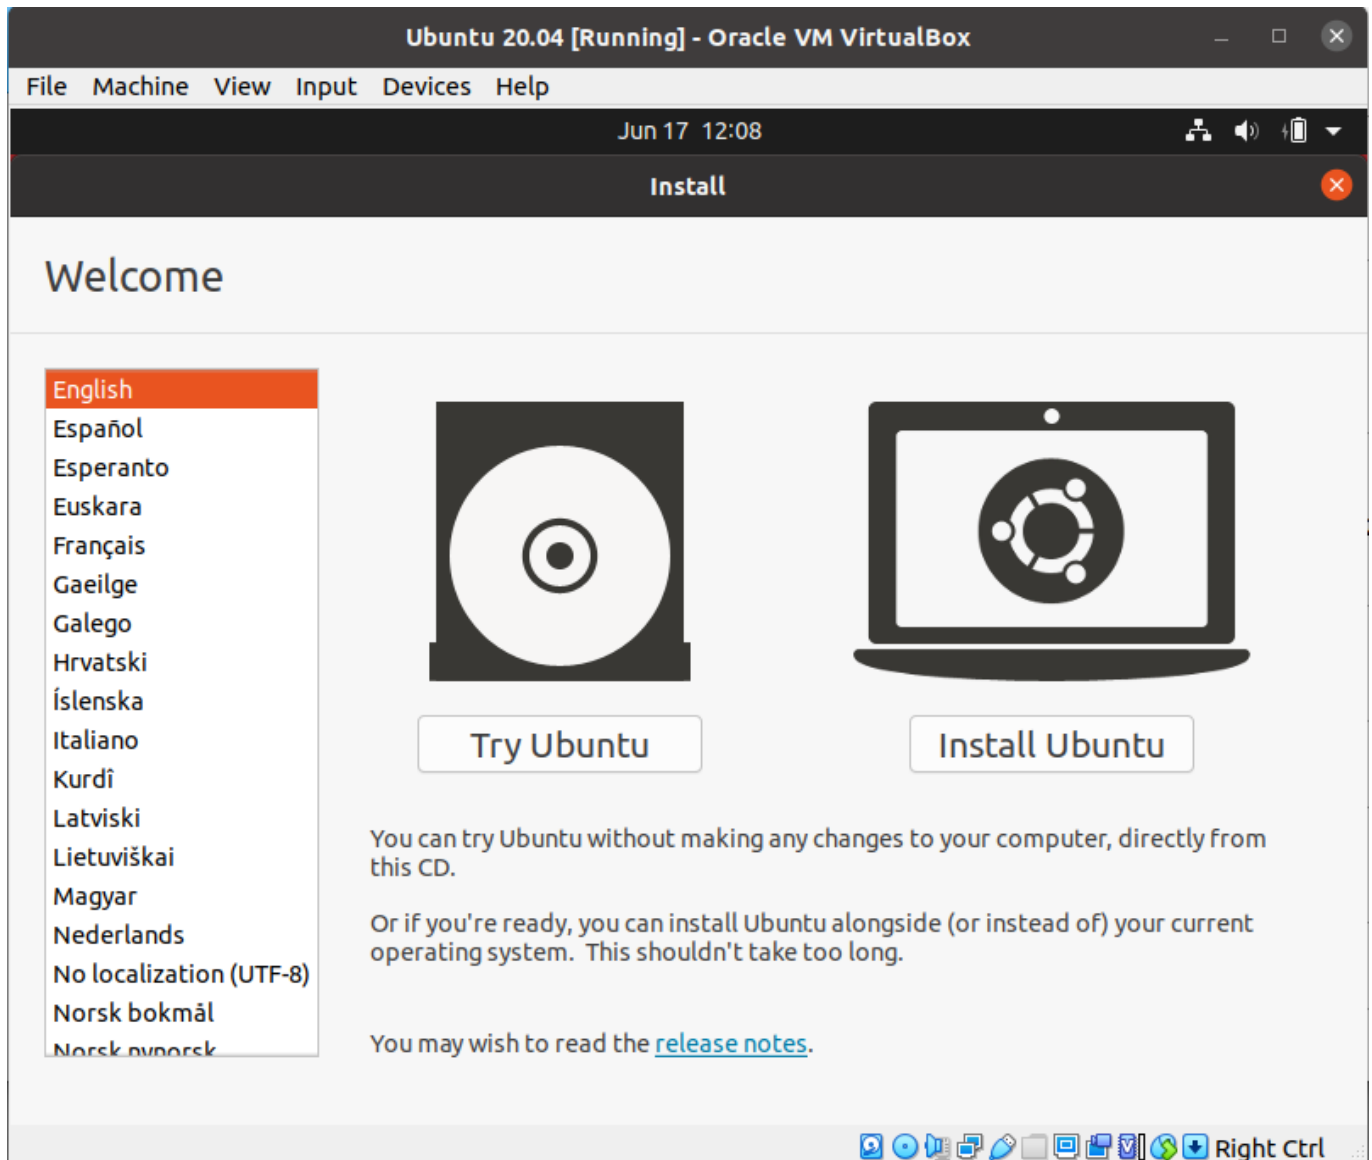 Ubuntu 20.04 [Running] - Oracle VM VirtualBox
File Machine View Input Devices Help
Jun 17 12:08
Install
Welcome
English
Español
Esperanto
Euskara
Français
Gaeilge
Galego
Hrvatski
Íslenska
Italiano
Kurdî
Latviski
Lietuviškai
Magyar
Nederlands
No localization (UTF-8)
Norsk bokmål
Norsk nynorsk
Try Ubuntu
Install Ubuntu
You can try Ubuntu without making any changes to your computer, directly from
this CD.
Or if you're ready, you can install Ubuntu alongside (or instead of) your current
operating system. This shouldn't take too long.
You may wish to read the release notes.
Right Ctrl